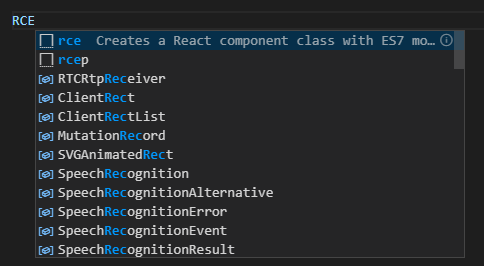 RCE
rce Creates a React component class with ES7 mo…
rcep
RTCRtpReceiver
ClientRect
ClientRectList
MutationRecord
SVGAnimatedRect
SpeechRecognition
SpeechRecognitionAlternative
SpeechRecognitionError
SpeechRecognitionEvent
SpeechRecognitionResult